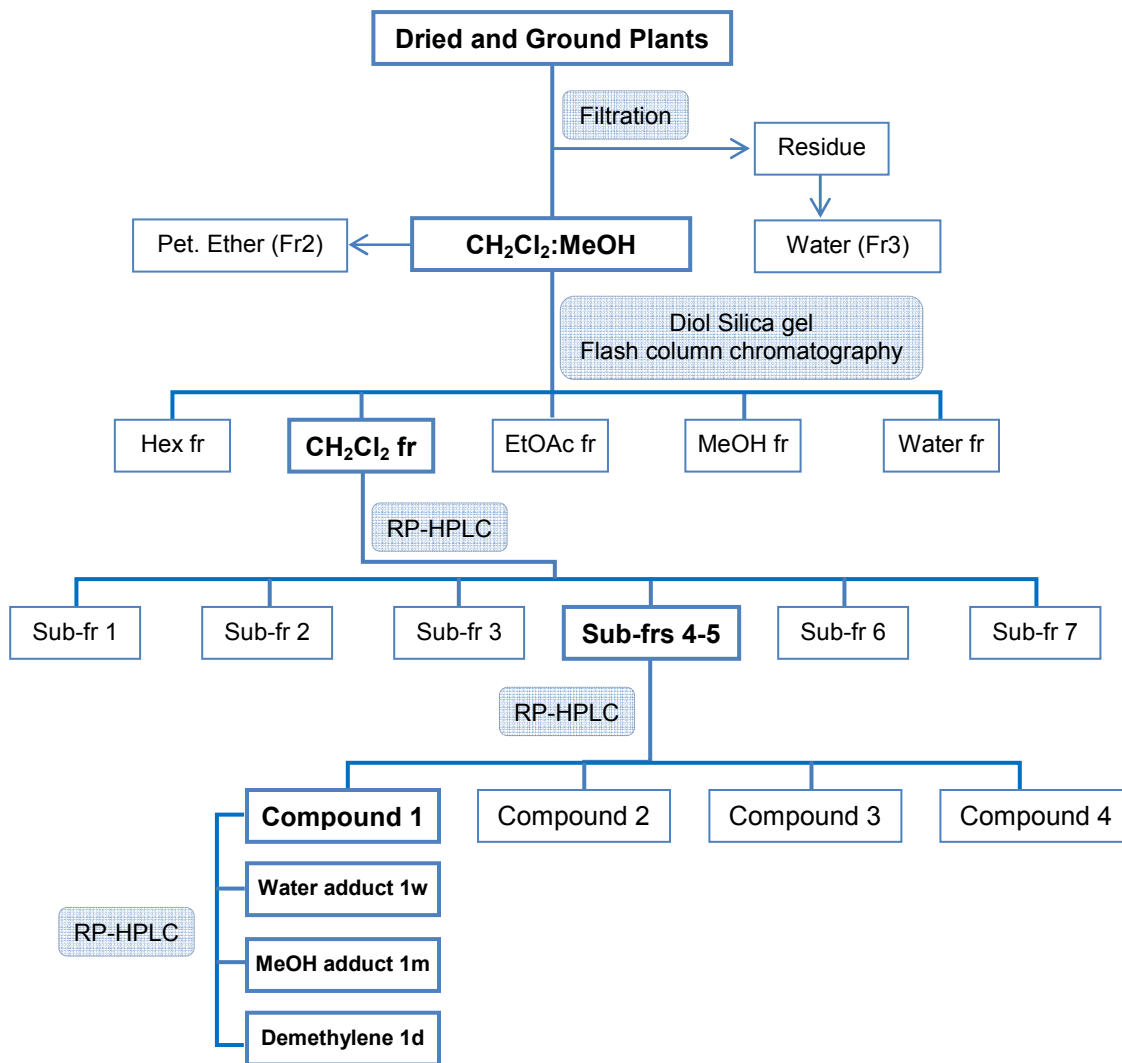 Dried and Ground Plants
Filtration
Residue
Pet. Ether (Fr2)
CH₂Cl₂:MeOH
Water (Fr3)
Diol Silica gel
Flash column chromatography
Hex fr
CH₂Cl₂ fr
EtOAc fr
MeOH fr
Water fr
RP-HPLC
Sub-fr 1
Sub-fr 2
Sub-fr 3
Sub-frs 4-5
Sub-fr 6
Sub-fr 7
RP-HPLC
Compound 1
Compound 2
Compound 3
Compound 4
Water adduct 1w
RP-HPLC
MeOH adduct 1m
Demethylene 1d